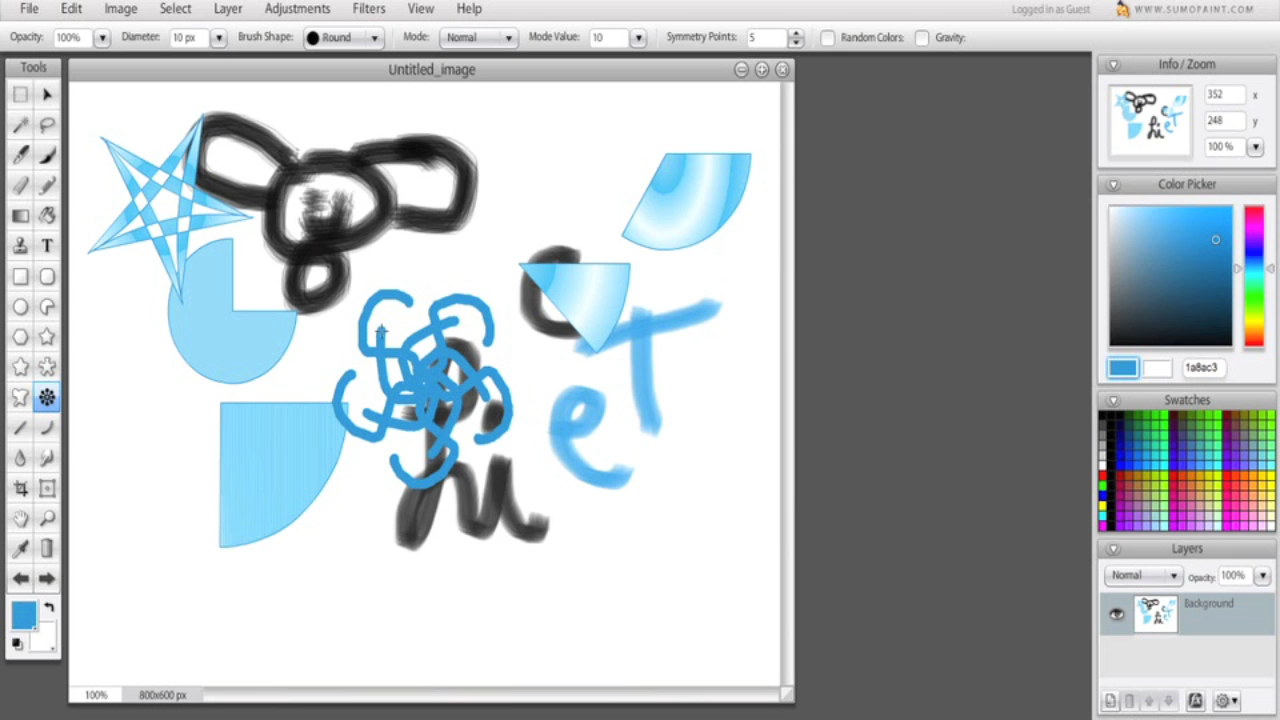 File Edit Image Select Layer Adjustments Filters View Help Logged in as Guest WWW.SUMOPAINT.COM
Opacity: 100% Diameter: 10 px Brush Shape: Round Mode: Normal Mode Value: 10 Symmetry Points: 5 Random Colors: Gravity:
Tools
Untitled_image
T
T
e
hi
C
100% 800x600 px
Info / Zoom
352 x
248 y
100 %
Color Picker
1a8ac3
Swatches
Layers
Normal Opacity: 100%
Background